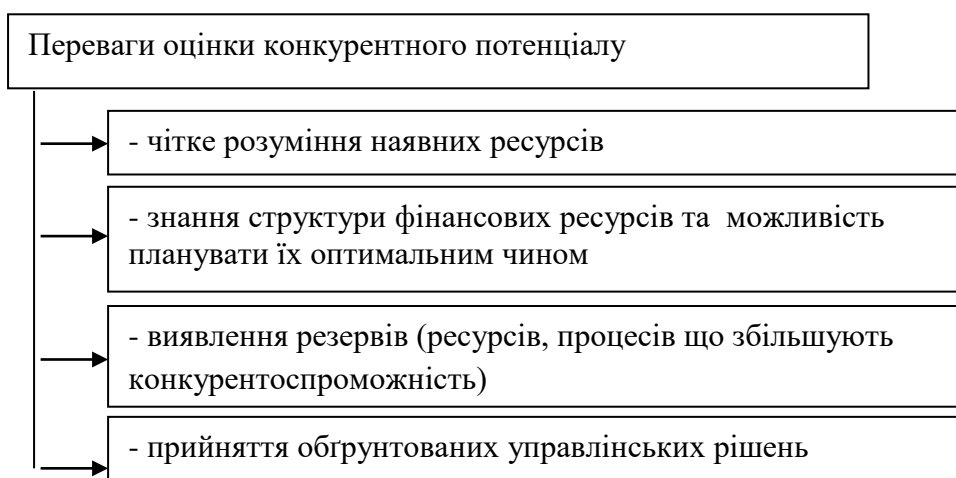 Переваги оцінки конкурентного потенціалу
- чітке розуміння наявних ресурсів
- знання структури фінансових ресурсів та можливість
планувати їх оптимальним чином
- виявлення резервів (ресурсів, процесів що збільшують
конкурентоспроможність)
- прийняття обґрунтованих управлінських рішень